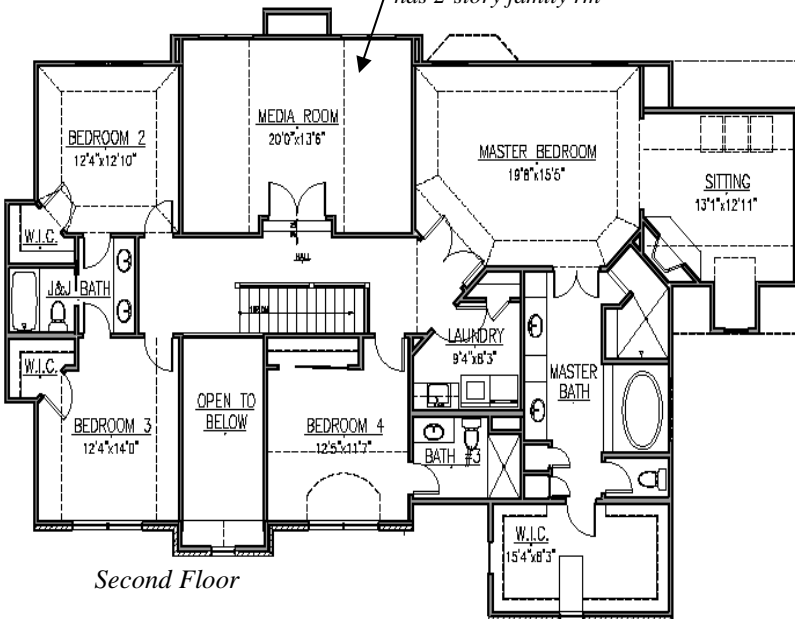 has 2-story family rm
MEDIA ROOM
20'0"x13'6"
BEDROOM 2
12'4"x12'10"
MASTER BEDROOM
19'8"x15'5"
SITTING
13'1"x12'11"
W.I.C.
HALL
J&J BATH
LAUNDRY
9'4"x8'3"
W.I.C.
MASTER
BATH
OPEN TO
BELOW
BEDROOM 3
12'4"x14'0"
BEDROOM 4
12'5"x11'7"
BATH #3
W.I.C.
15'4"x8'3"
Second Floor